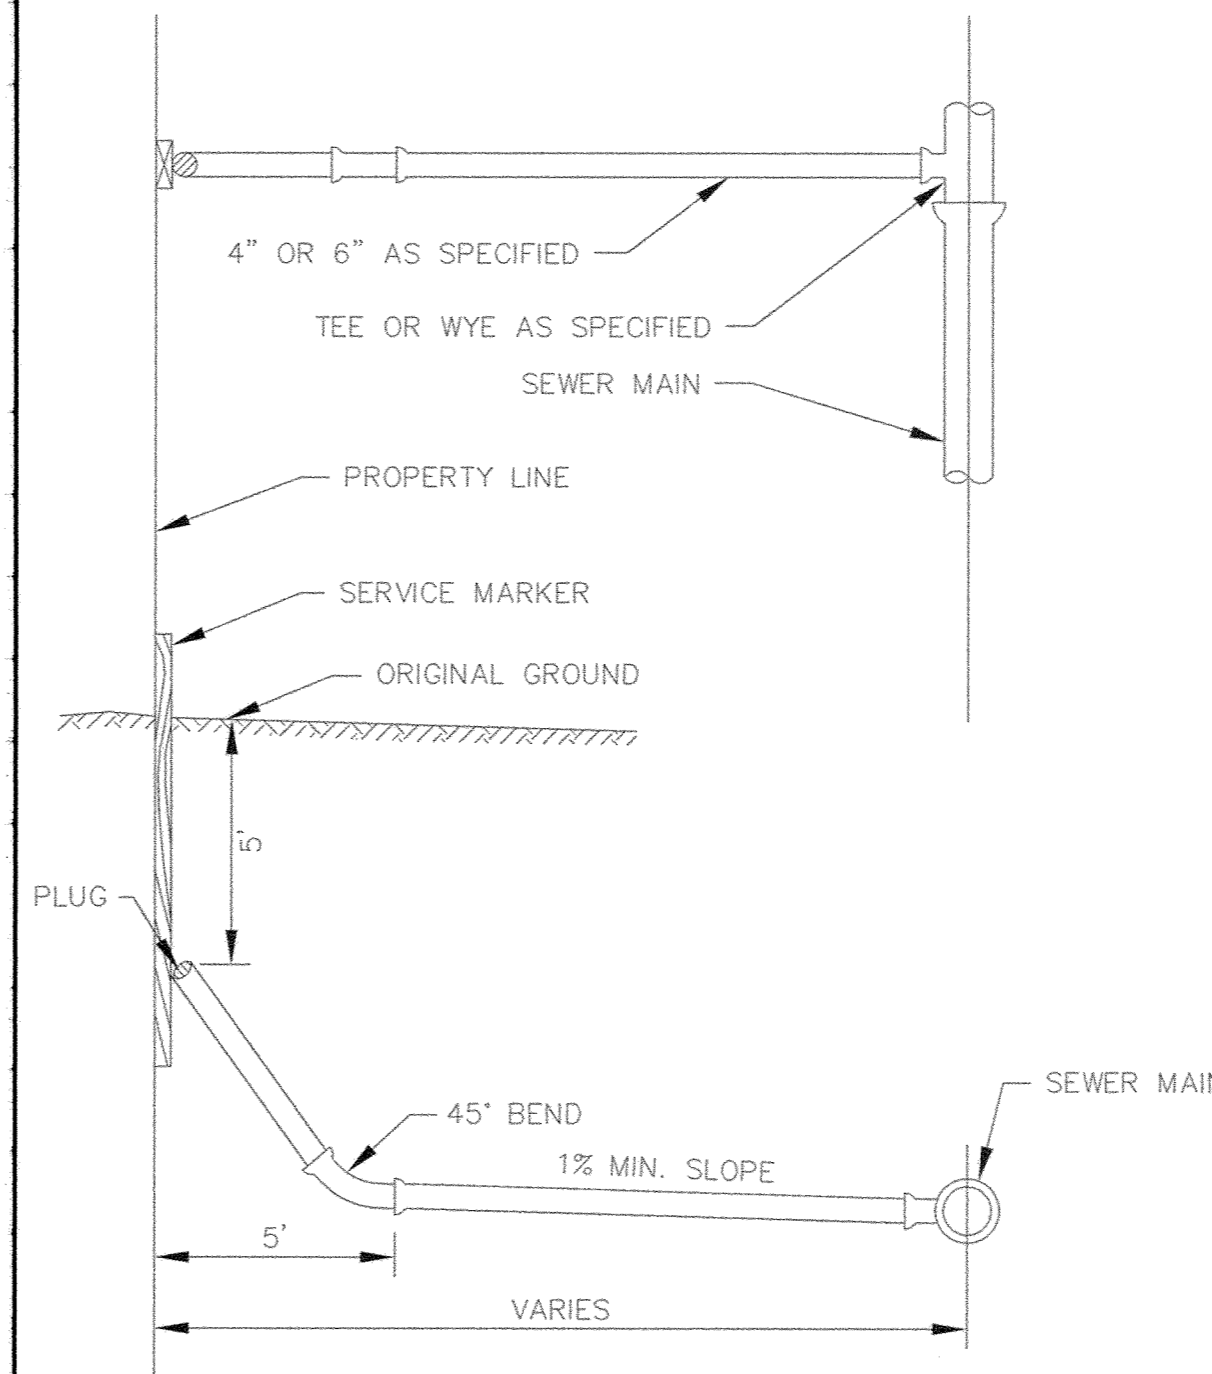 4” OR 6” AS SPECIFIED
TEE OR WYE AS SPECIFIED
SEWER MAIN
PROPERTY LINE
SERVICE MARKER
ORIGINAL GROUND
5'
PLUG
SEWER MAIN
45° BEND
1% MIN. SLOPE
5'
VARIES